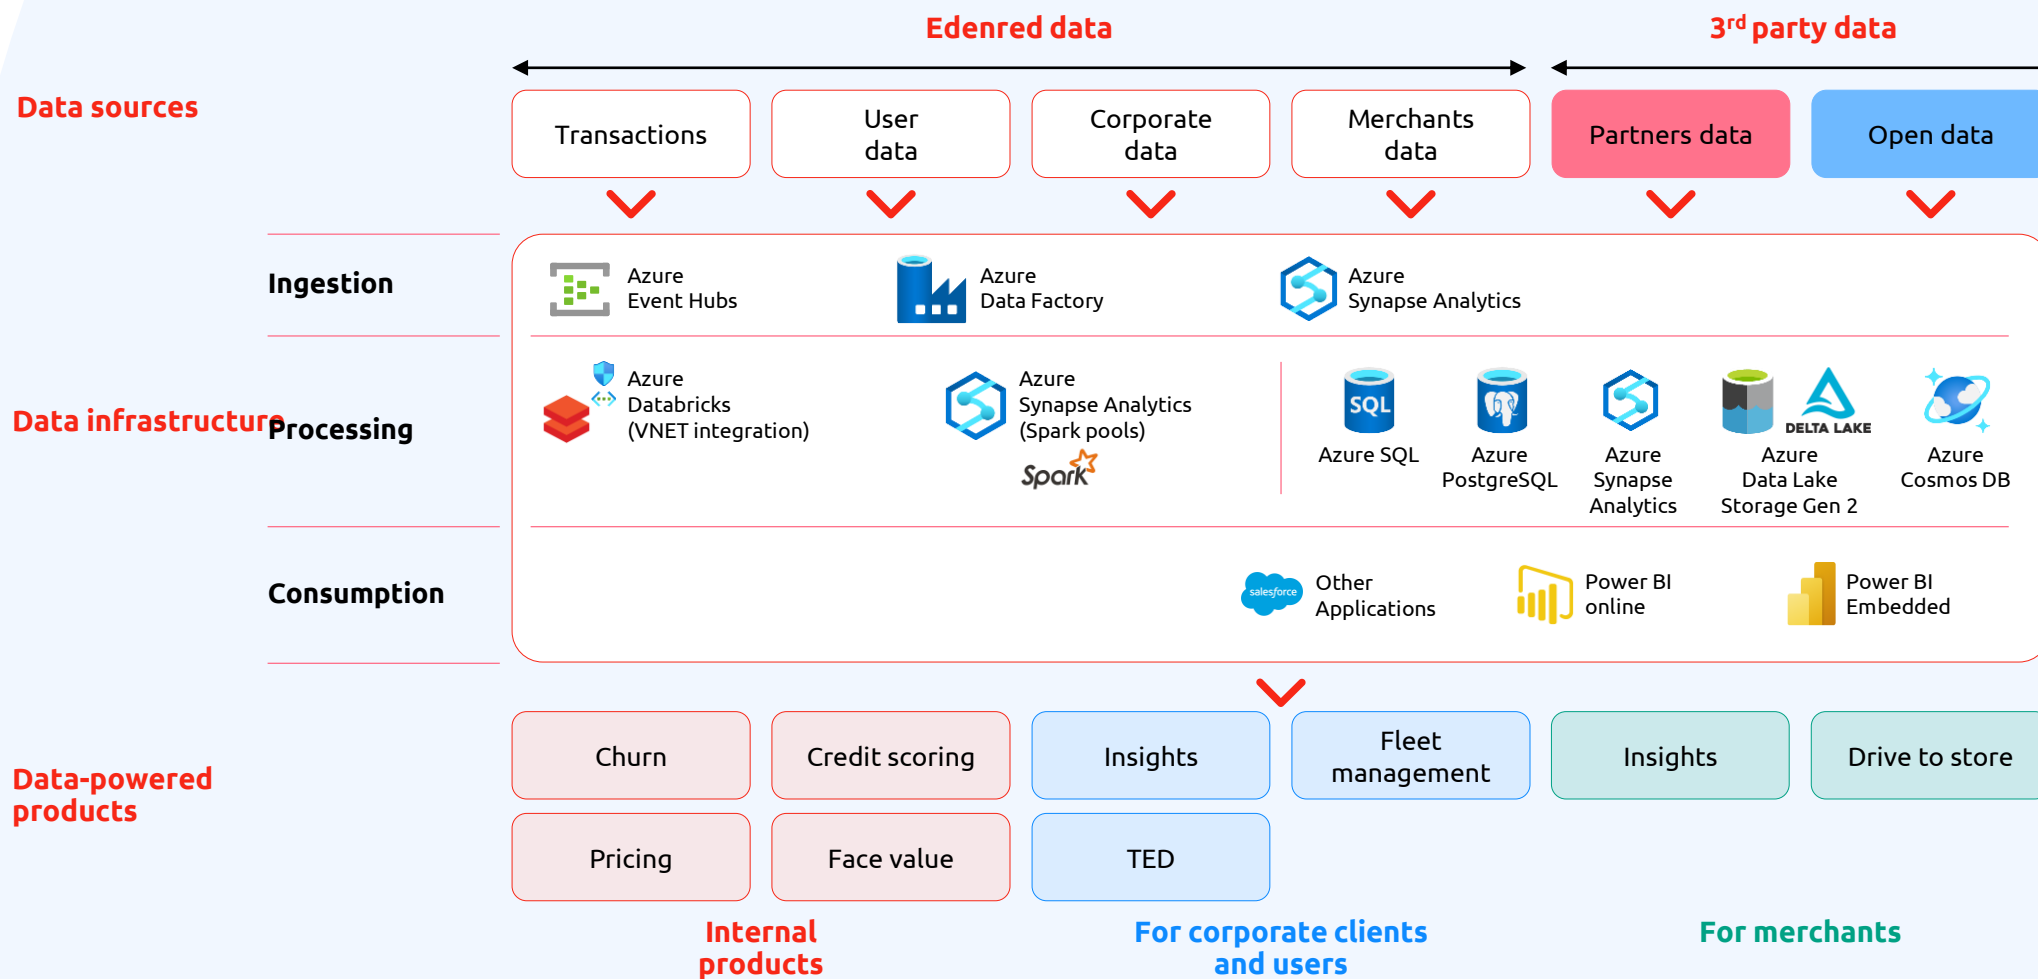 Edenred data
3rd party data
Data sources
Transactions
User
data
Corporate
data
Merchants
data
Partners data
Open data
Data infrastructure
Ingestion
Azure
Event Hubs
Azure
Data Factory
Azure
Synapse Analytics
Processing
Azure
Databricks
(VNET integration)
Azure
Synapse Analytics
(Spark pools)
Spark
SQL
Azure SQL
Azure
PostgreSQL
Azure
Synapse
Analytics
DELTA LAKE
Azure
Data Lake
Storage Gen 2
Azure
Cosmos DB
Consumption
salesforce
Other
Applications
Power BI
online
Power BI
Embedded
Data-powered
products
Churn
Credit scoring
Insights
Fleet
management
Insights
Drive to store
Pricing
Face value
TED
Internal
products
For corporate clients
and users
For merchants